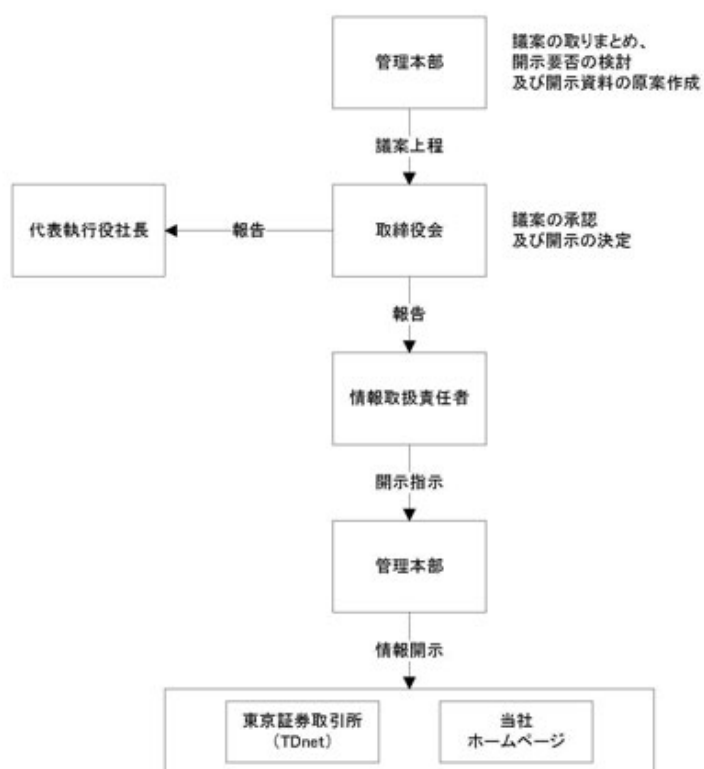 管理本部
議案の取りまとめ、
開示要否の検討
及び開示資料の原案作成
議案上程
代表執行役社長
報告
取締役会
議案の承認
及び開示の決定
報告
情報取扱責任者
開示指示
管理本部
情報開示
東京証券取引所
（TDnet）
当社
ホームページ